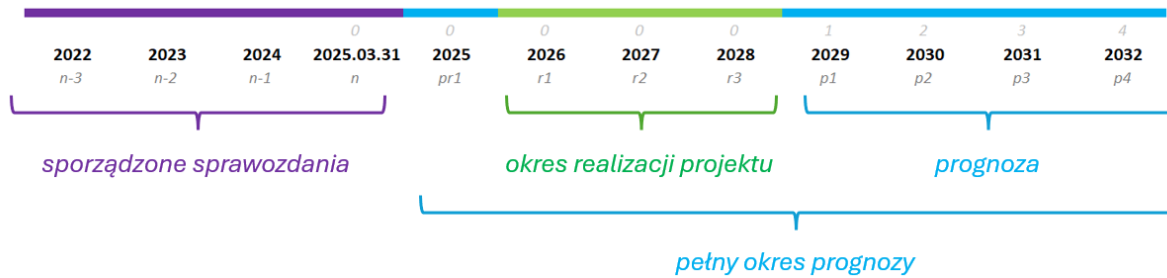 0 0 0 0 0 1 2 3 4
2022 2023 2024 2025.03.31 2025 2026 2027 2028 2029 2030 2031 2032
n-3 n-2 n-1 n pr1 r1 r2 r3 p1 p2 p3 p4
sporządzone sprawozdania okres realizacji projektu prognoza
pełny okres prognozy